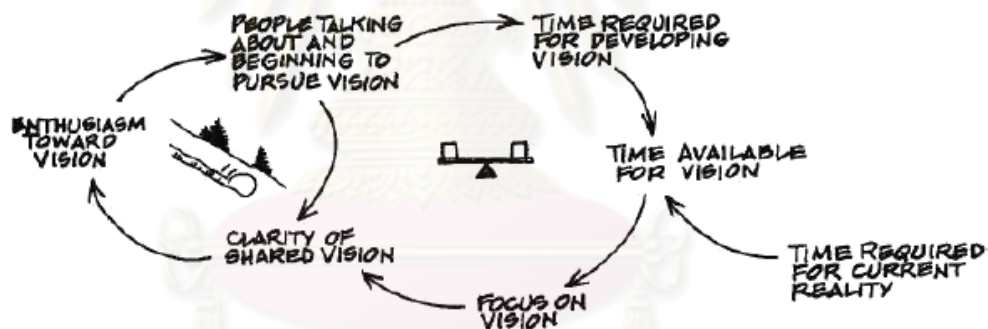 PEOPLE TALKING
ABOUT AND
BEGINNING TO
PURSUE VISION
TIME REQUIRED
FOR DEVELOPING
VISION
ENTHUSIASM
TOWARD
VISION
TIME AVAILABLE
FOR VISION
CLARITY OF
SHARED VISION
TIME REQUIRED
FOR CURRENT
REALITY
FOCUS ON
VISION